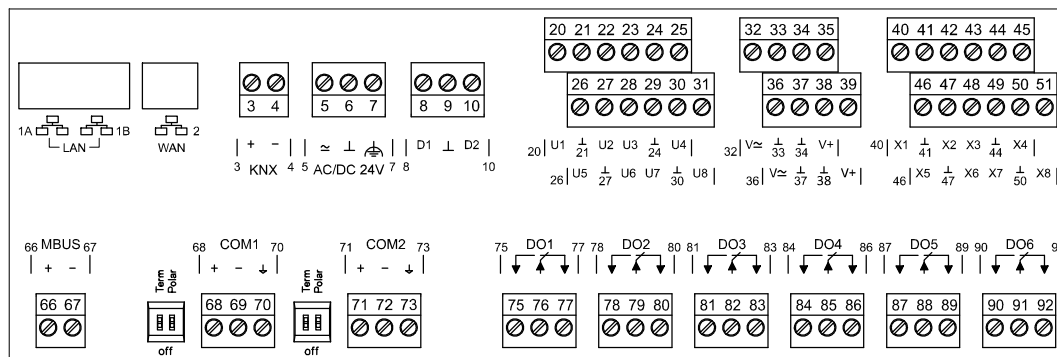 20 21 22 23 24 25
32 33 34 35
40 41 42 43 44 45
3 4
5 6 7
8 9 10
26 27 28 29 30 31
36 37 38 39
46 47 48 49 50 51
1A LAN 1B
WAN 2
+ −
3 KNX 4
≃ ⊥ ⏚
5 AC/DC 24V 7
D1 ⊥ D2
8 10
20 U1 ⊥ 21 U2 U3 ⊥ 24 U4
26 U5 ⊥ 27 U6 U7 ⊥ 30 U8
32 V≃ ⊥ 33 ⊥ 34 V+
36 V≃ ⊥ 37 ⊥ 38 V+
40 X1 ⊥ 41 X2 X3 ⊥ 44 X4
46 X5 ⊥ 47 X6 X7 ⊥ 50 X8
66 MBUS 67
+ −
68 COM1 70
+ −
71 COM2 73
+ −
75 DO1 77
78 DO2 80
81 DO3 83
84 DO4 86
87 DO5 89
90 DO6 9
Term
Polar
off
Term
Polar
off
66 67
68 69 70
71 72 73
75 76 77
78 79 80
81 82 83
84 85 86
87 88 89
90 91 92